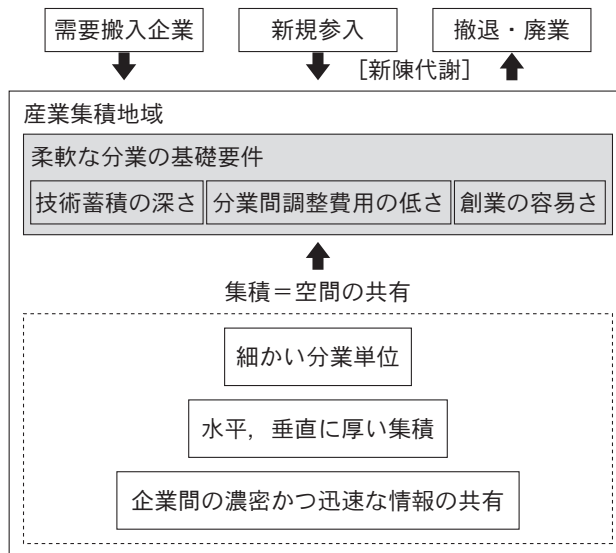 需要搬入企業 新規参入 撤退・廃業
［新陳代謝］
産業集積地域
柔軟な分業の基礎要件
技術蓄積の深さ 分業間調整費用の低さ 創業の容易さ
集積＝空間の共有
細かい分業単位
水平，垂直に厚い集積
企業間の濃密かつ迅速な情報の共有